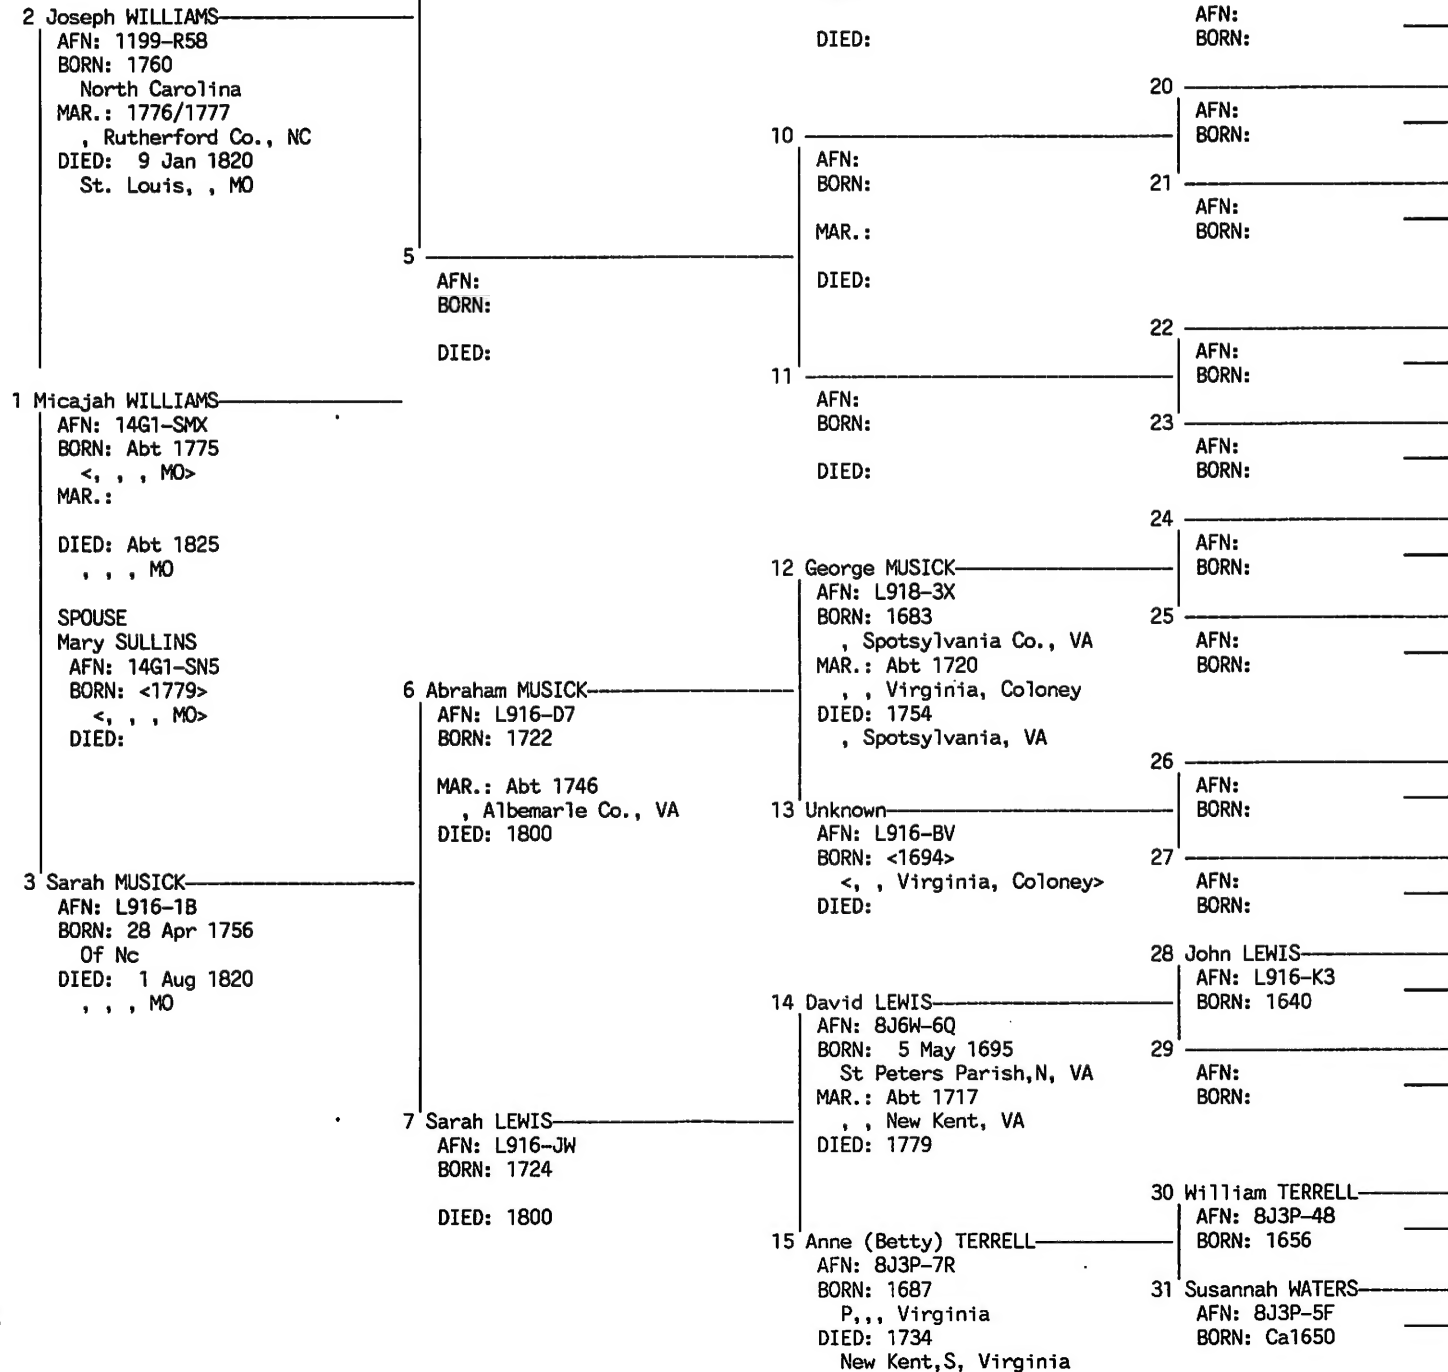 2 Joseph WILLIAMS
AFN: 1199-R58
BORN: 1760
North Carolina
MAR.: 1776/1777
, Rutherford Co., NC
DIED: 9 Jan 1820
St. Louis, , MO
1 Micajah WILLIAMS
AFN: 14G1-SMX
BORN: Abt 1775
<, , , MO>
MAR.:
DIED: Abt 1825
, , , MO
SPOUSE
Mary SULLINS
AFN: 14G1-SN5
BORN: <1779>
<, , , MO>
DIED:
3 Sarah MUSICK
AFN: L916-1B
BORN: 28 Apr 1756
Of Nc
DIED: 1 Aug 1820
, , , MO
5
AFN:
BORN:
DIED:
6 Abraham MUSICK
AFN: L916-D7
BORN: 1722
MAR.: Abt 1746
, Albemarle Co., VA
DIED: 1800
7 Sarah LEWIS
AFN: L916-JW
BORN: 1724
DIED: 1800
DIED:
10
AFN:
BORN:
MAR.:
DIED:
11
AFN:
BORN:
DIED:
12 George MUSICK
AFN: L918-3X
BORN: 1683
, Spotsylvania Co., VA
MAR.: Abt 1720
, , Virginia, Coloney
DIED: 1754
, Spotsylvania, VA
13 Unknown
AFN: L916-BV
BORN: <1694>
<, , Virginia, Coloney>
DIED:
14 David LEWIS
AFN: 8J6W-6Q
BORN: 5 May 1695
St Peters Parish,N, VA
MAR.: Abt 1717
, , New Kent, VA
DIED: 1779
15 Anne (Betty) TERRELL
AFN: 8J3P-7R
BORN: 1687
P,,, Virginia
DIED: 1734
New Kent,S, Virginia
AFN:
BORN:
20
AFN:
BORN:
21
AFN:
BORN:
22
AFN:
BORN:
23
AFN:
BORN:
24
AFN:
BORN:
25
AFN:
BORN:
26
AFN:
BORN:
27
AFN:
BORN:
28 John LEWIS
AFN: L916-K3
BORN: 1640
29
AFN:
BORN:
30 William TERRELL
AFN: 8J3P-48
BORN: 1656
31 Susannah WATERS
AFN: 8J3P-5F
BORN: Ca1650